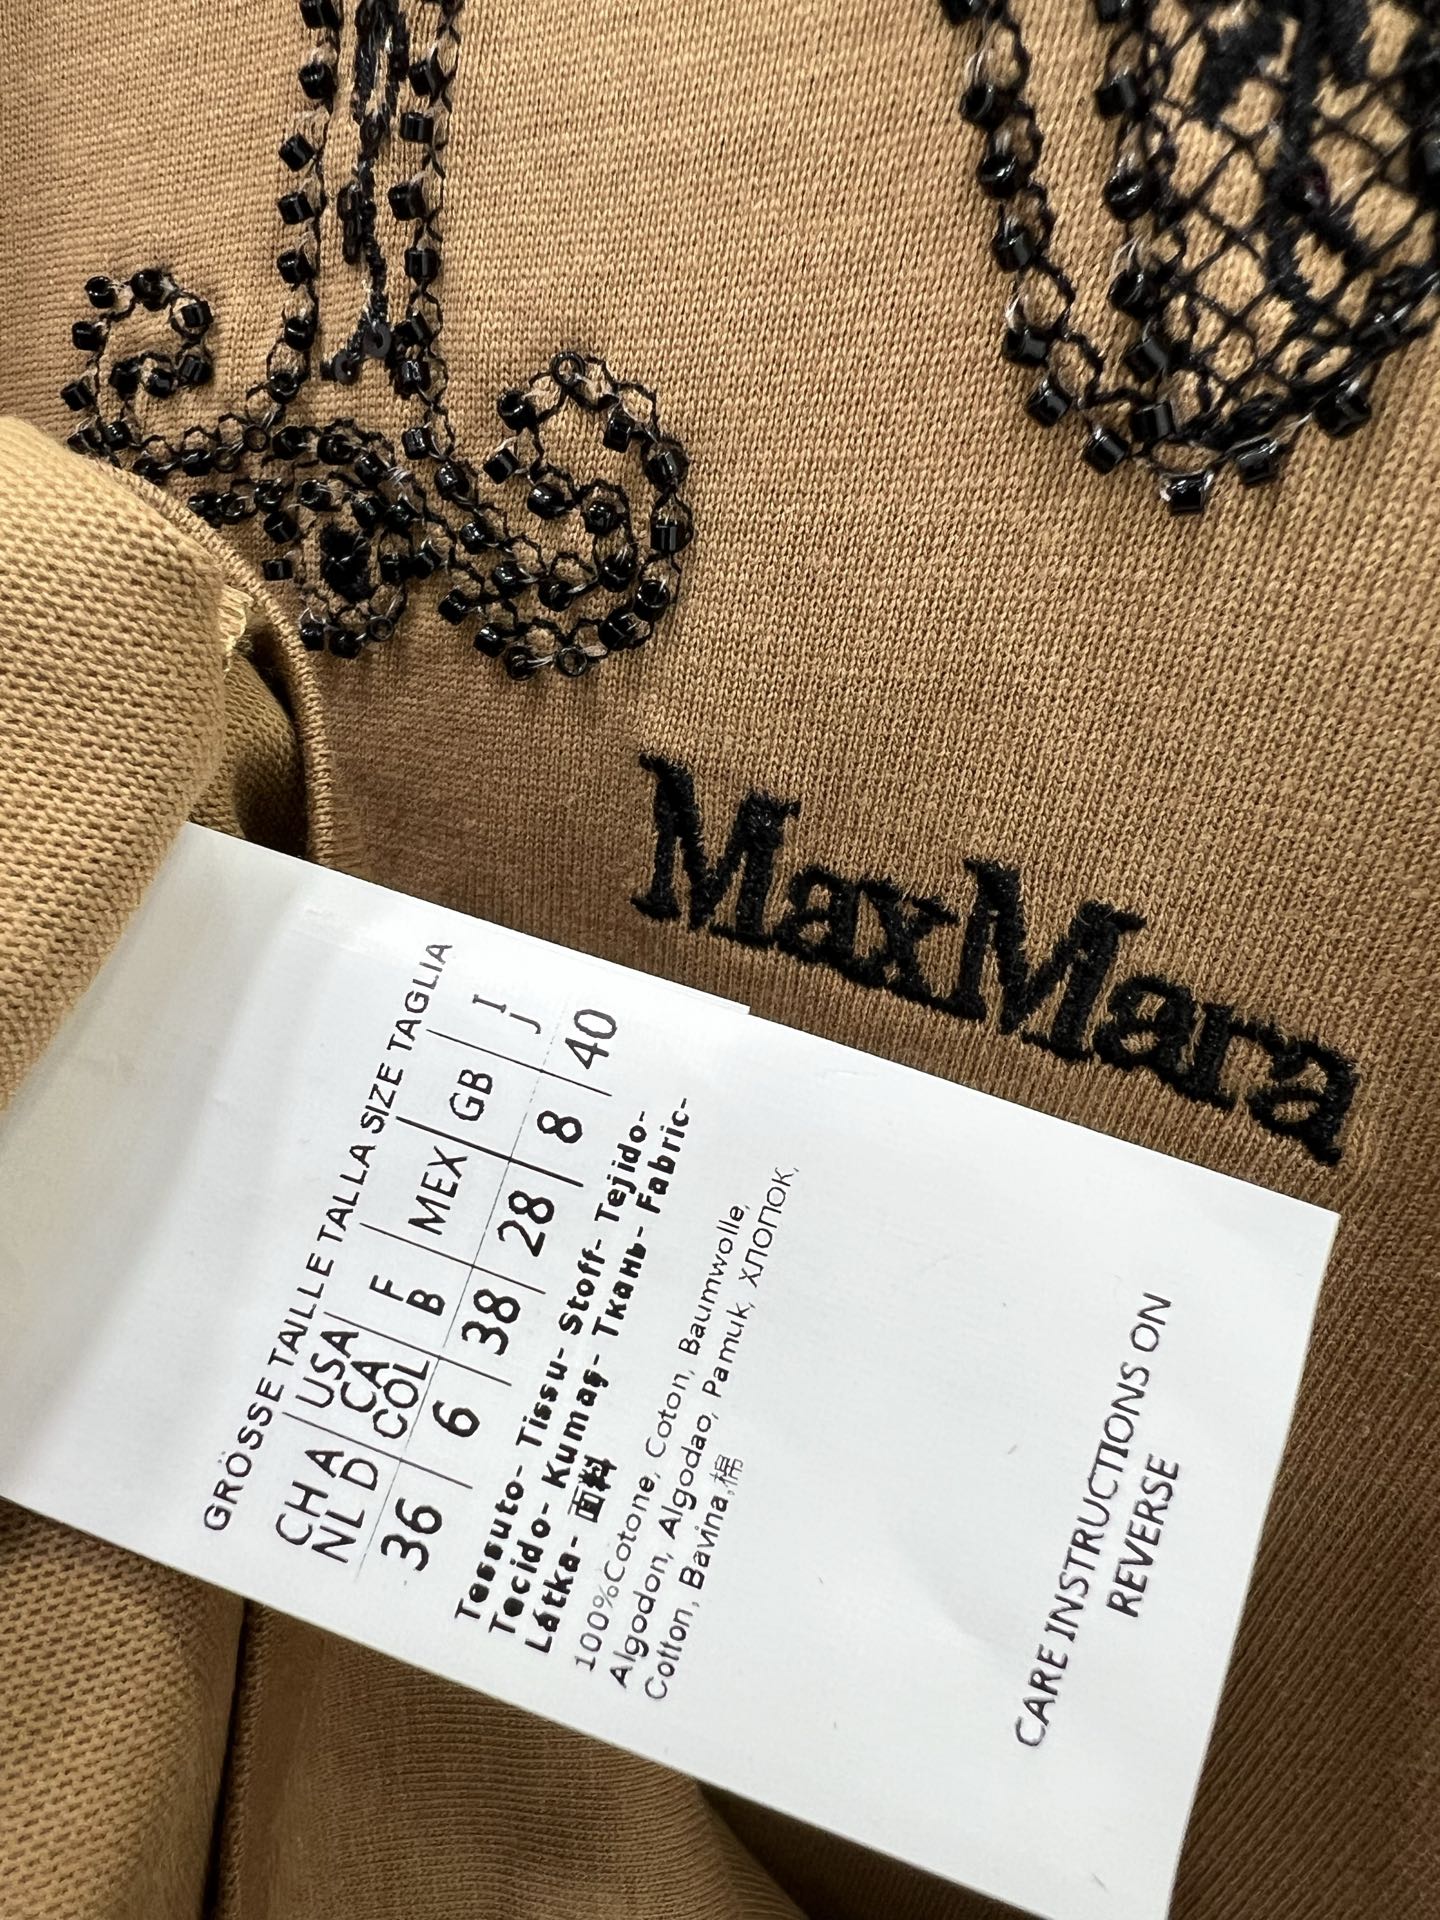 MaxMara
GRÖSSE TAILLE TALLA SIZE TAGLIA
CH A | USA | F | MEX | GB | I
NL D | CA | B | J
COL
36 | 6 | 38 | 28 | 8 | 40
Tessuto- Tissu- Stoff- Tejido-
Tecido- Kumaş- Ткань- Fabric-
Látka- 面料
100%Cotone, Coton, Baumwolle,
Algodon, Algodao, Pamuk, ХЛОПОК,
Cotton, Bavlna,棉
CARE INSTRUCTIONS ON
REVERSE